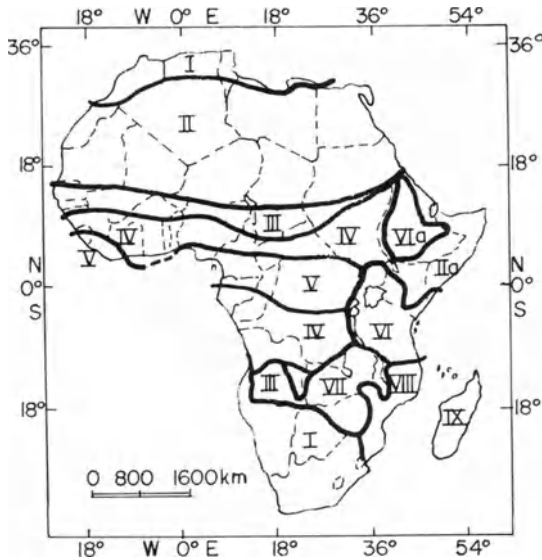 18° W 0° E 18° 36° 54°
36° 36°
I
II
18° 18°
III
IV IV VIa
V IIa
N
0° V 0°
S
IV VI
III VII VIII
18° 18°
IX
I
0 800 1600km
18° W 0° E 18° 36° 54°